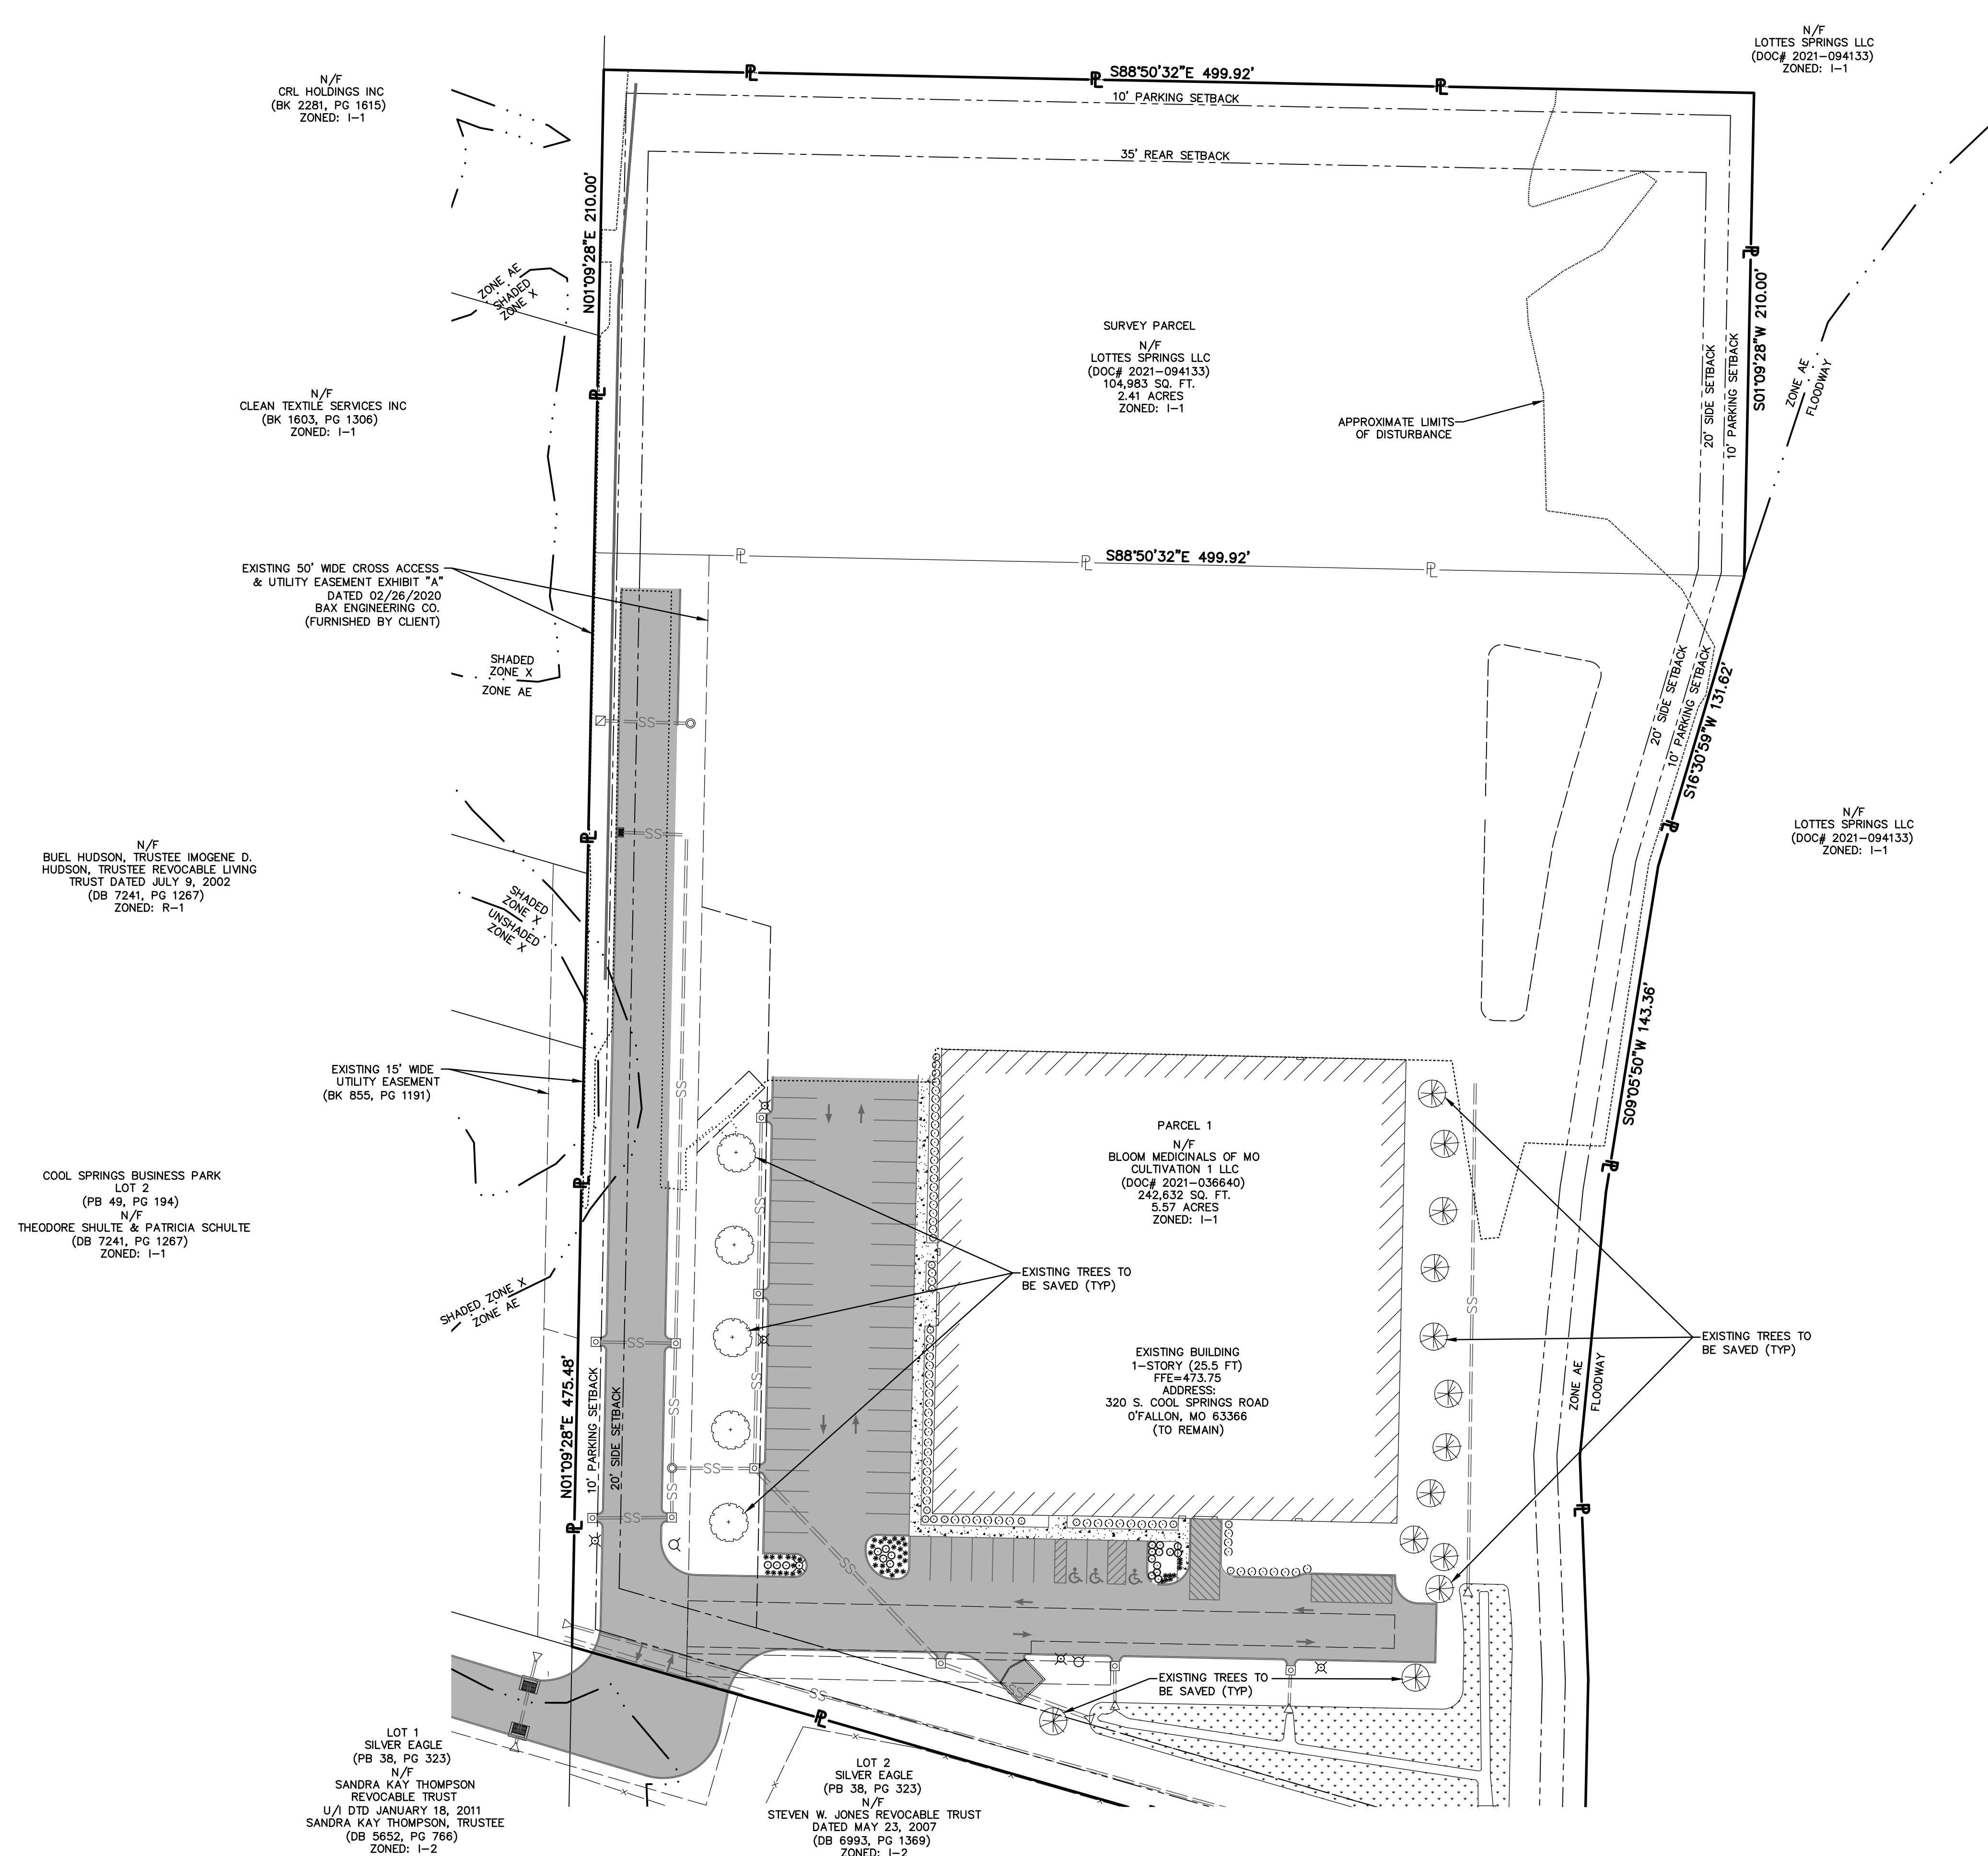 N/F
LOTTES SPRINGS LLC
(DOC# 2021-094133)
ZONED: I-1
N/F
CRL HOLDINGS INC
(BK 2281, PG 1615)
ZONED: I-1
S88°50'32"E 499.92'
10' PARKING SETBACK
35' REAR SETBACK
N01°09'28"E 210.00'
S01°09'28"W 210.00'
20' SIDE SETBACK
10' PARKING SETBACK
ZONE AE
SHADED
ZONE X
SURVEY PARCEL
N/F
LOTTES SPRINGS LLC
(DOC# 2021-094133)
104,983 SQ. FT.
2.41 ACRES
ZONED: I-1
ZONE AE
FLOODWAY
N/F
CLEAN TEXTILE SERVICES INC
(BK 1603, PG 1306)
ZONED: I-1
APPROXIMATE LIMITS
OF DISTURBANCE
S88°50'32"E 499.92'
EXISTING 50' WIDE CROSS ACCESS
& UTILITY EASEMENT EXHIBIT "A"
DATED 02/26/2020
BAX ENGINEERING CO.
(FURNISHED BY CLIENT)
SHADED
ZONE X
ZONE AE
20' SIDE SETBACK
10' PARKING SETBACK
S16°30'59"W 131.62'
SS
SS
N/F
LOTTES SPRINGS LLC
(DOC# 2021-094133)
ZONED: I-1
N/F
BUEL HUDSON, TRUSTEE IMOGENE D.
HUDSON, TRUSTEE REVOCABLE LIVING
TRUST DATED JULY 9, 2002
(DB 7241, PG 1267)
ZONED: R-1
SHADED
ZONE X
UNSHADED
ZONE X
S09°05'50"W 143.36'
EXISTING 15' WIDE
UTILITY EASEMENT
(BK 855, PG 1191)
SS
PARCEL 1
N/F
BLOOM MEDICINALS OF MO
CULTIVATION 1 LLC
(DOC# 2021-036640)
242,632 SQ. FT.
5.57 ACRES
ZONED: I-1
COOL SPRINGS BUSINESS PARK
LOT 2
(PB 49, PG 194)
N/F
THEODORE SHULTE & PATRICIA SCHULTE
(DB 7241, PG 1267)
ZONED: I-1
SS
EXISTING TREES TO
BE SAVED (TYP)
SHADED ZONE X
ZONE AE
SS
SS
EXISTING TREES TO
BE SAVED (TYP)
EXISTING BUILDING
1-STORY (25.5 FT)
FFE=473.75
ADDRESS:
320 S. COOL SPRINGS ROAD
O'FALLON, MO 63366
(TO REMAIN)
N01°09'28"E 475.48'
10' PARKING SETBACK
20' SIDE SETBACK
SS
SS
ZONE AE
FLOODWAY
SS
SS
SS
SS
SS
SS
EXISTING TREES TO
BE SAVED (TYP)
LOT 1
SILVER EAGLE
(PB 38, PG 323)
N/F
SANDRA KAY THOMPSON
REVOCABLE TRUST
U/I DTD JANUARY 18, 2011
SANDRA KAY THOMPSON, TRUSTEE
(DB 5652, PG 766)
ZONED: I-2
LOT 2
SILVER EAGLE
(PB 38, PG 323)
N/F
STEVEN W. JONES REVOCABLE TRUST
DATED MAY 23, 2007
(DB 6993, PG 1369)
ZONED: I-2